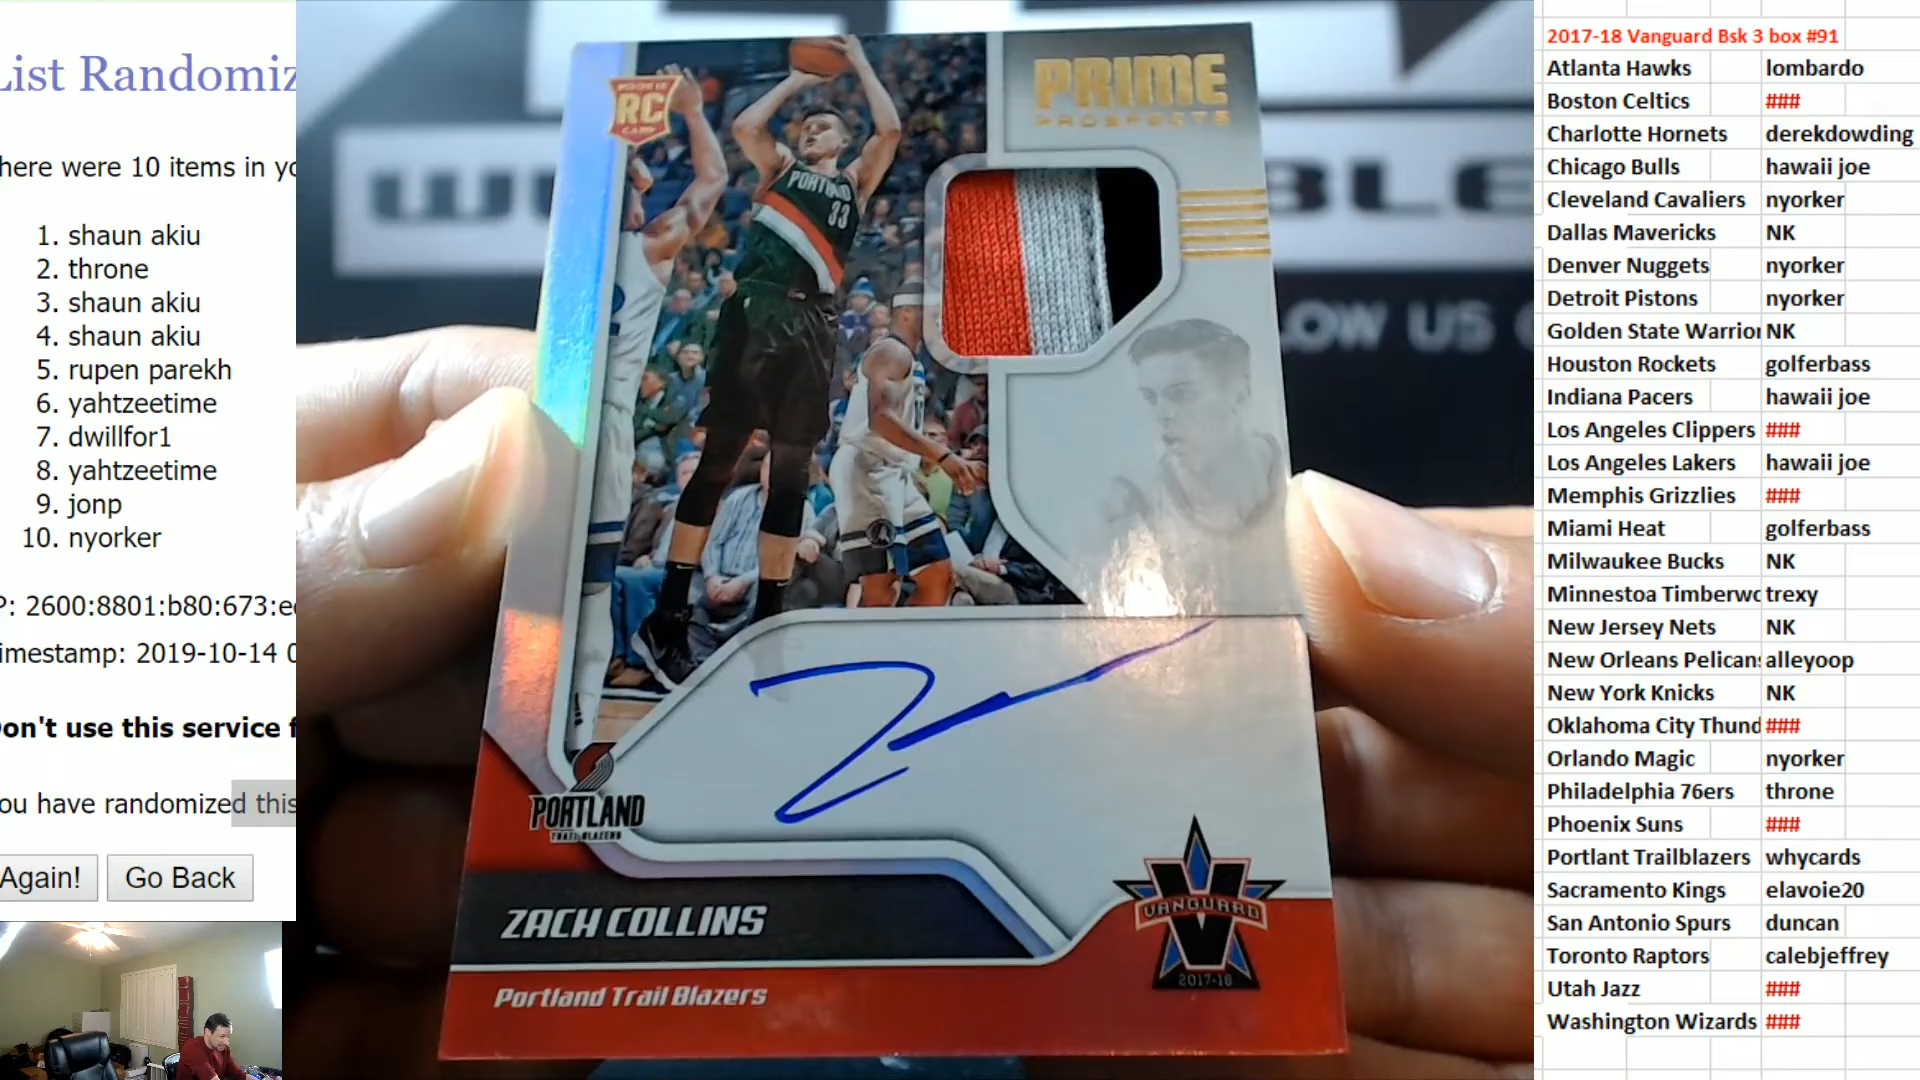 List Randomiz
here were 10 items in yo
1. shaun akiu
2. throne
3. shaun akiu
4. shaun akiu
5. rupen parekh
6. yahtzeetime
7. dwillfor1
8. yahtzeetime
9. jonp
10. nyorker
P: 2600:8801:b80:673:e
imestamp: 2019-10-14 0
on't use this service f
ou have randomized this
Again! Go Back
ROOKIE
RC
CARD
PRIME
PROSPECTS
PORTLAND
33
LOW US
PORTLAND
TRAIL BLAZERS
ZACH COLLINS
Portland Trail Blazers
V
VANGUARD
2017-18
2017-18 Vanguard Bsk 3 box #91
Atlanta Hawks lombardo
Boston Celtics ###
Charlotte Hornets derekdowding
Chicago Bulls hawaii joe
Cleveland Cavaliers nyorker
Dallas Mavericks NK
Denver Nuggets nyorker
Detroit Pistons nyorker
Golden State Warrior NK
Houston Rockets golferbass
Indiana Pacers hawaii joe
Los Angeles Clippers ###
Los Angeles Lakers hawaii joe
Memphis Grizzlies ###
Miami Heat golferbass
Milwaukee Bucks NK
Minnestoa Timberwo trexy
New Jersey Nets NK
New Orleans Pelicans alleyoop
New York Knicks NK
Oklahoma City Thund ###
Orlando Magic nyorker
Philadelphia 76ers throne
Phoenix Suns ###
Portlant Trailblazers whycards
Sacramento Kings elavoie20
San Antonio Spurs duncan
Toronto Raptors calebjeffrey
Utah Jazz ###
Washington Wizards ###